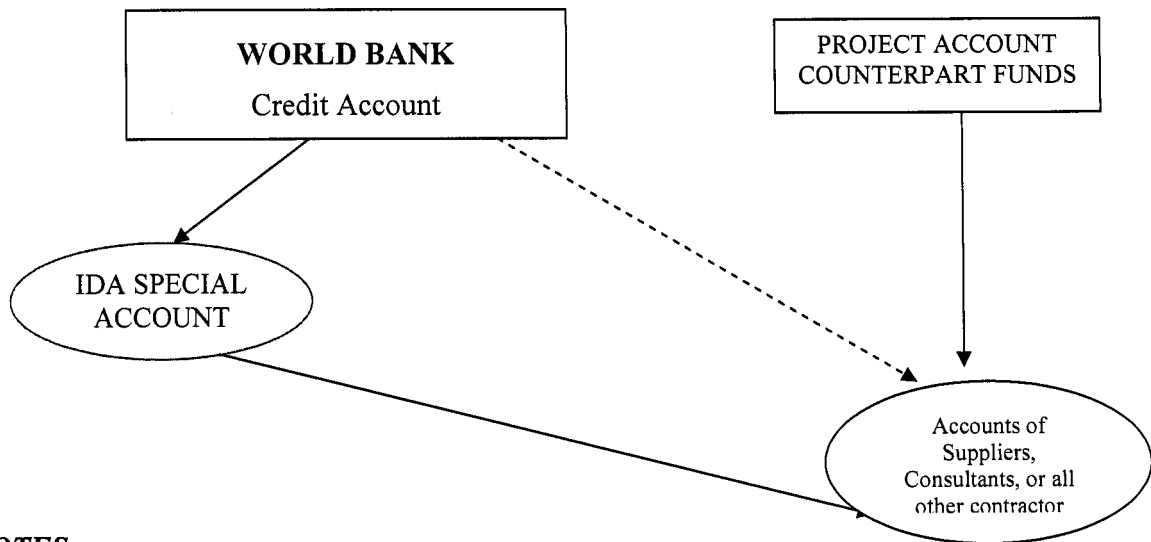 WORLD BANK
Credit Account
PROJECT ACCOUNT
COUNTERPART FUNDS
IDA SPECIAL
ACCOUNT
Accounts of
Suppliers,
Consultants, or all
other contractor